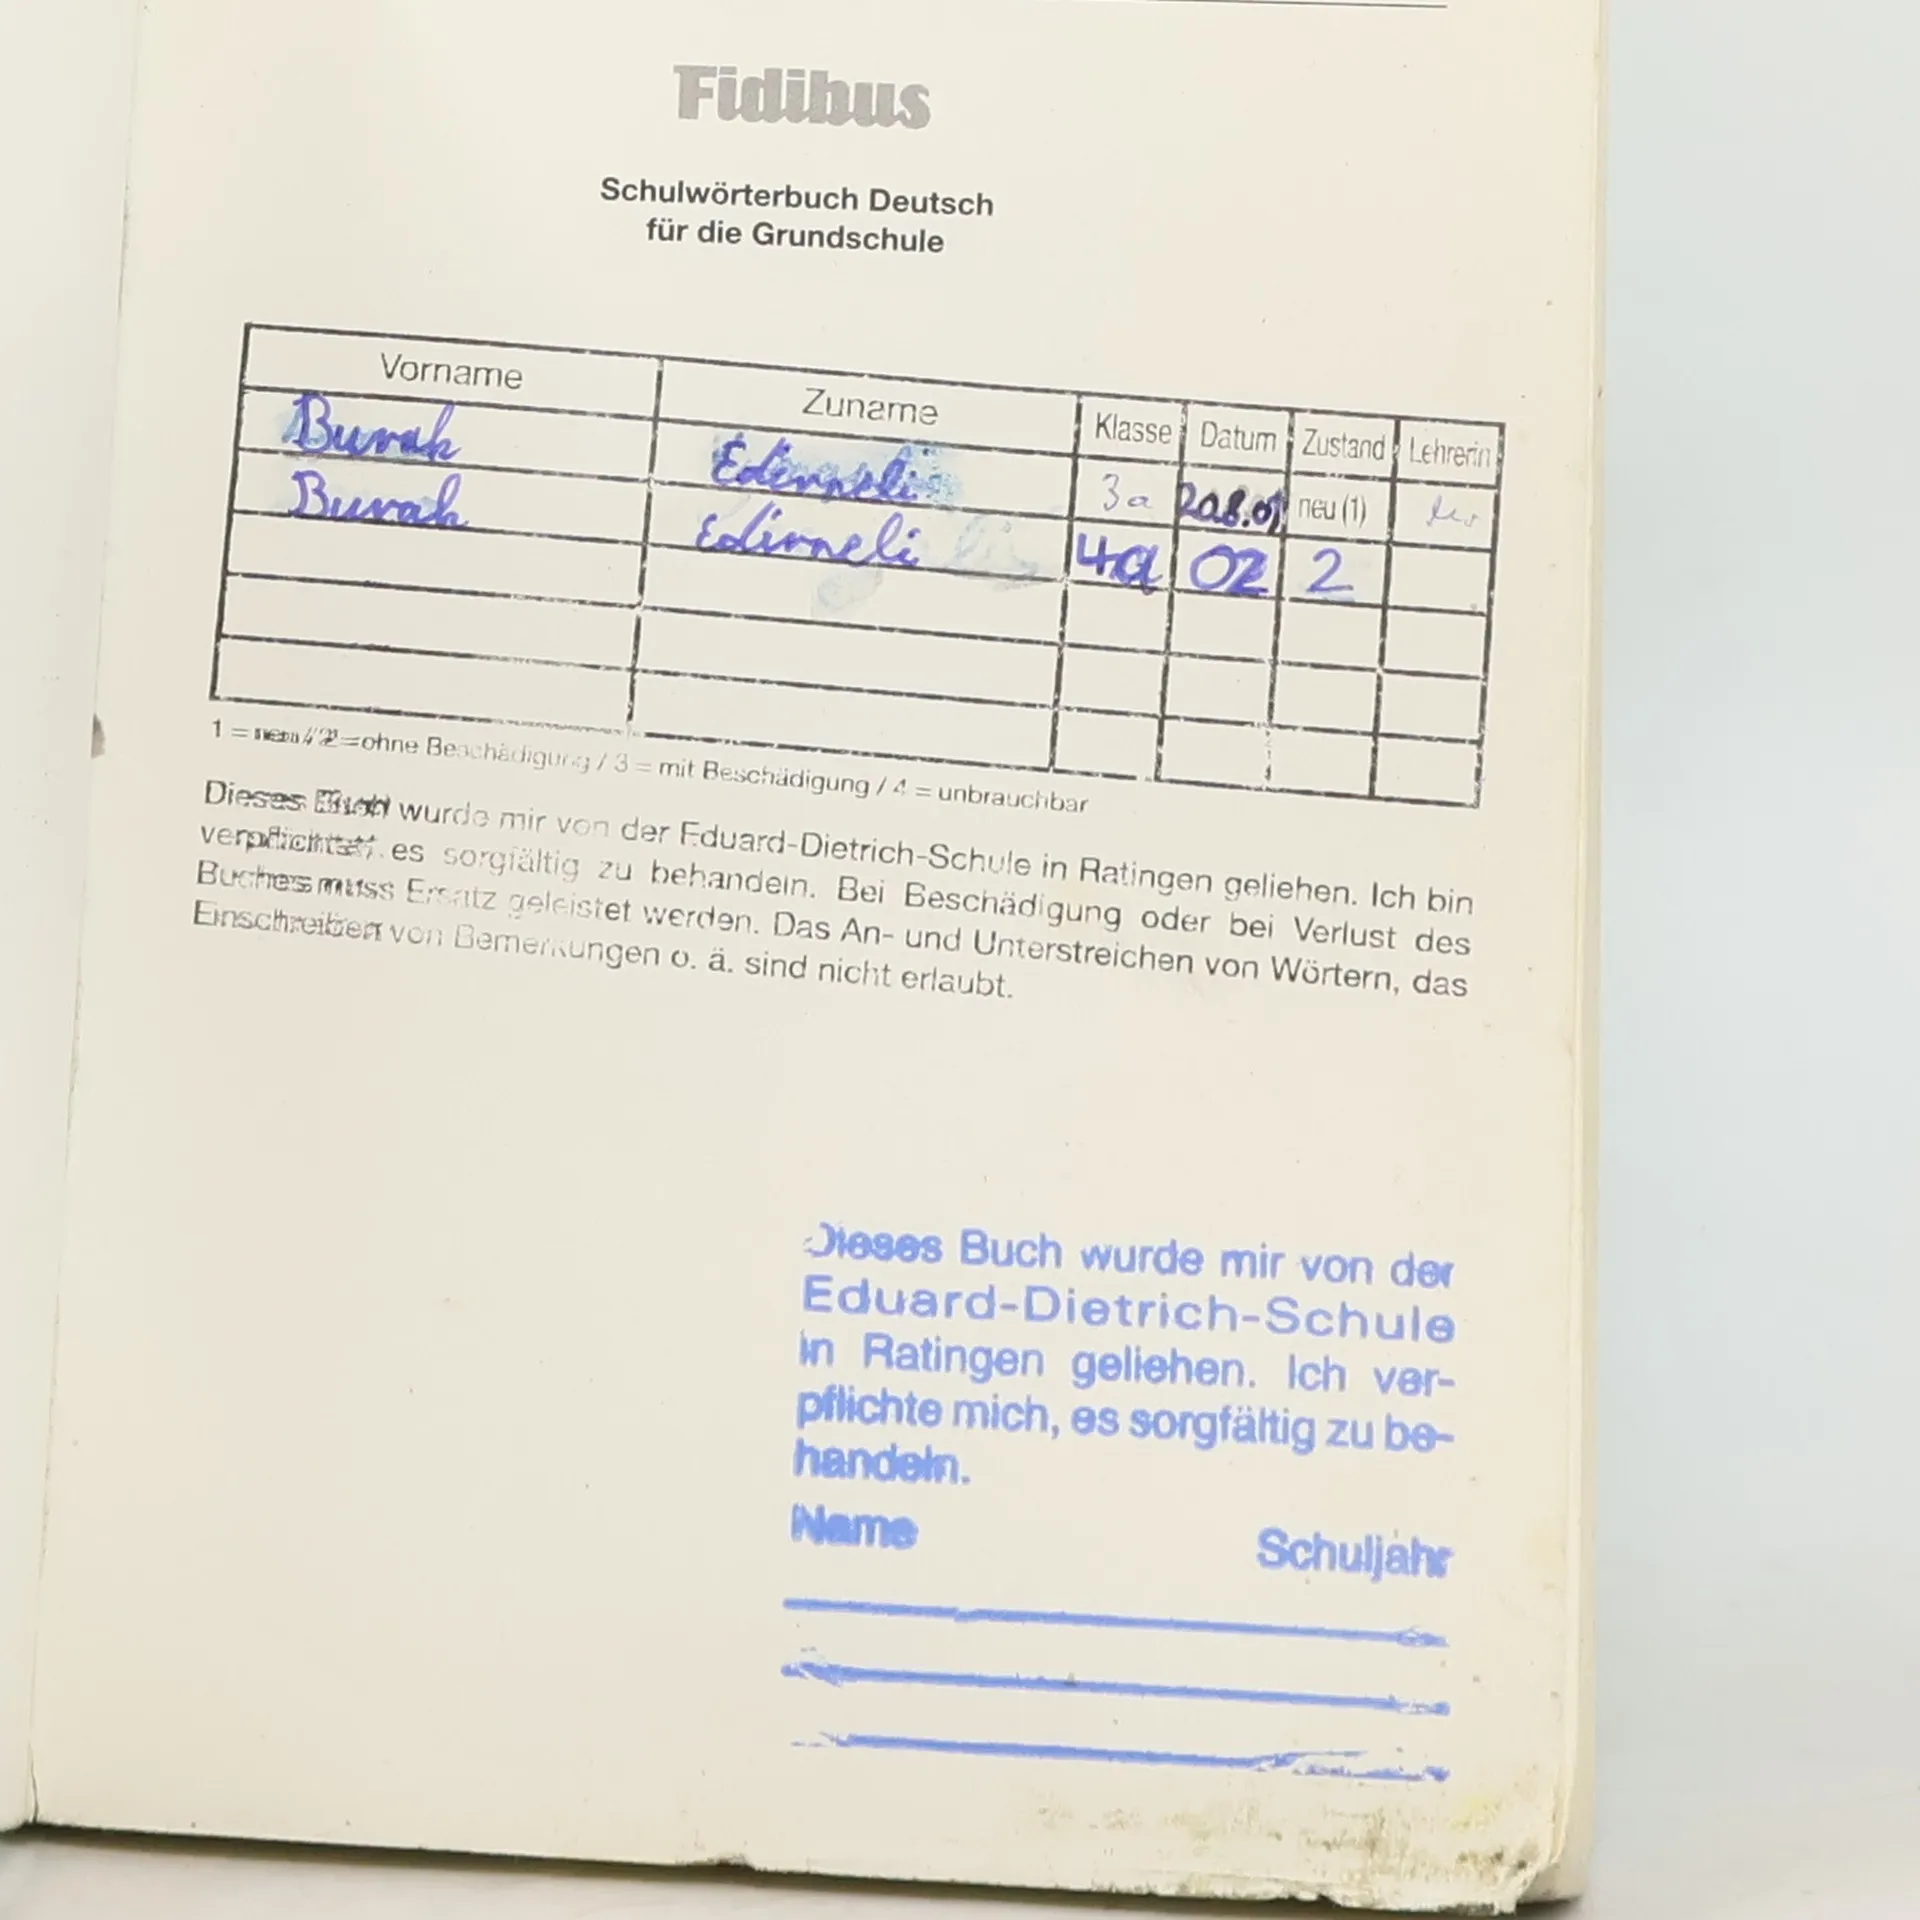 Fidibus
Schulwörterbuch Deutsch
für die Grundschule
Vorname Zuname Klasse Datum Zustand Lehrerin
Burak Edirneli 3a 20.8.01 neu (1)
Burak Edirneli 4a 02 2
1 = neu / 2 = ohne Beschädigung / 3 = mit Beschädigung / 4 = unbrauchbar
Dieses Buch wurde mir von der Eduard-Dietrich-Schule in Ratingen geliehen. Ich bin
verpflichtet, es sorgfältig zu behandeln. Bei Beschädigung oder bei Verlust des
Buches muss Ersatz geleistet werden. Das An- und Unterstreichen von Wörtern, das
Einschreiben von Bemerkungen o. ä. sind nicht erlaubt.
Dieses Buch wurde mir von der
Eduard-Dietrich-Schule
in Ratingen geliehen. Ich ver-
pflichte mich, es sorgfältig zu be-
handeln.
Name Schuljahr